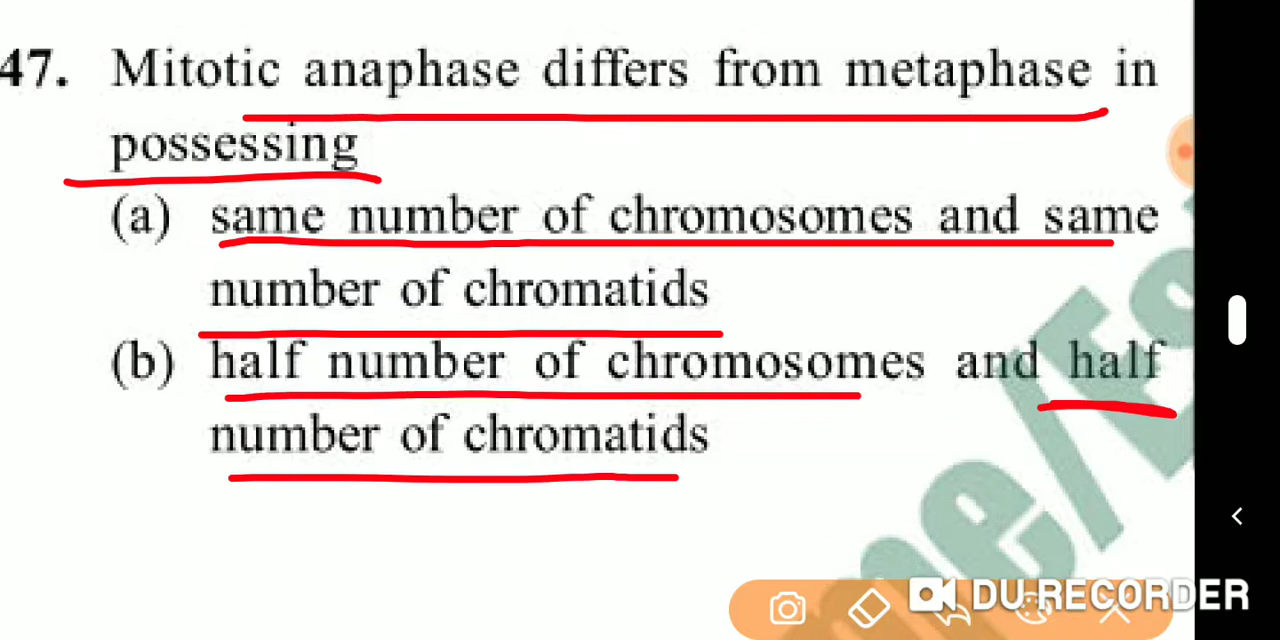 47. Mitotic anaphase differs from metaphase in
possessing
(a) same number of chromosomes and same
number of chromatids
(b) half number of chromosomes and half
number of chromatids
DU RECORDER